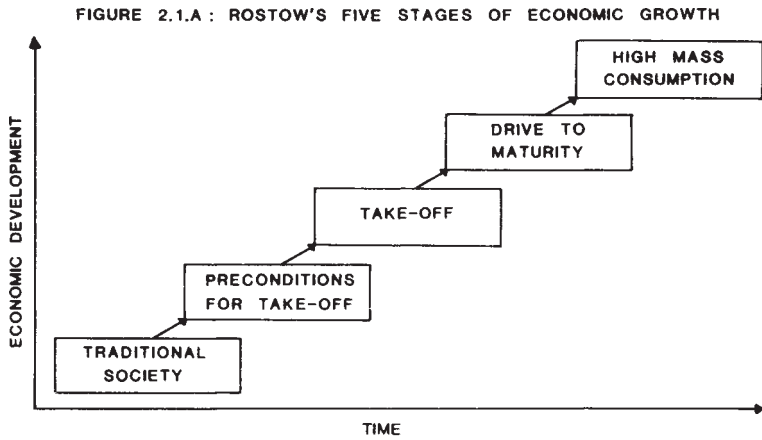 FIGURE 2.1.A : ROSTOW'S FIVE STAGES OF ECONOMIC GROWTH
HIGH MASS
CONSUMPTION
DRIVE TO
MATURITY
TAKE-OFF
PRECONDITIONS
FOR TAKE-OFF
TRADITIONAL
SOCIETY
ECONOMIC DEVELOPMENT
TIME